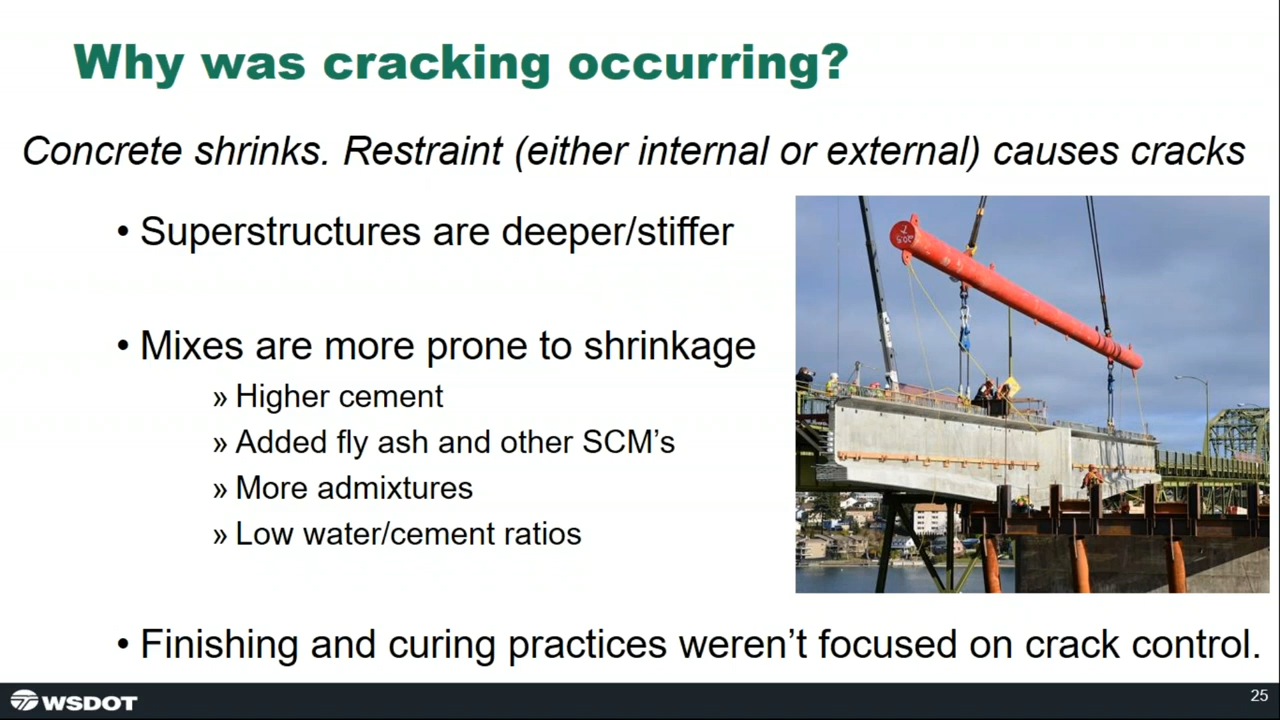 Why was cracking occurring?
Concrete shrinks. Restraint (either internal or external) causes cracks
• Superstructures are deeper/stiffer
• Mixes are more prone to shrinkage
» Higher cement
» Added fly ash and other SCM's
» More admixtures
» Low water/cement ratios
• Finishing and curing practices weren't focused on crack control.
WSDOT
25